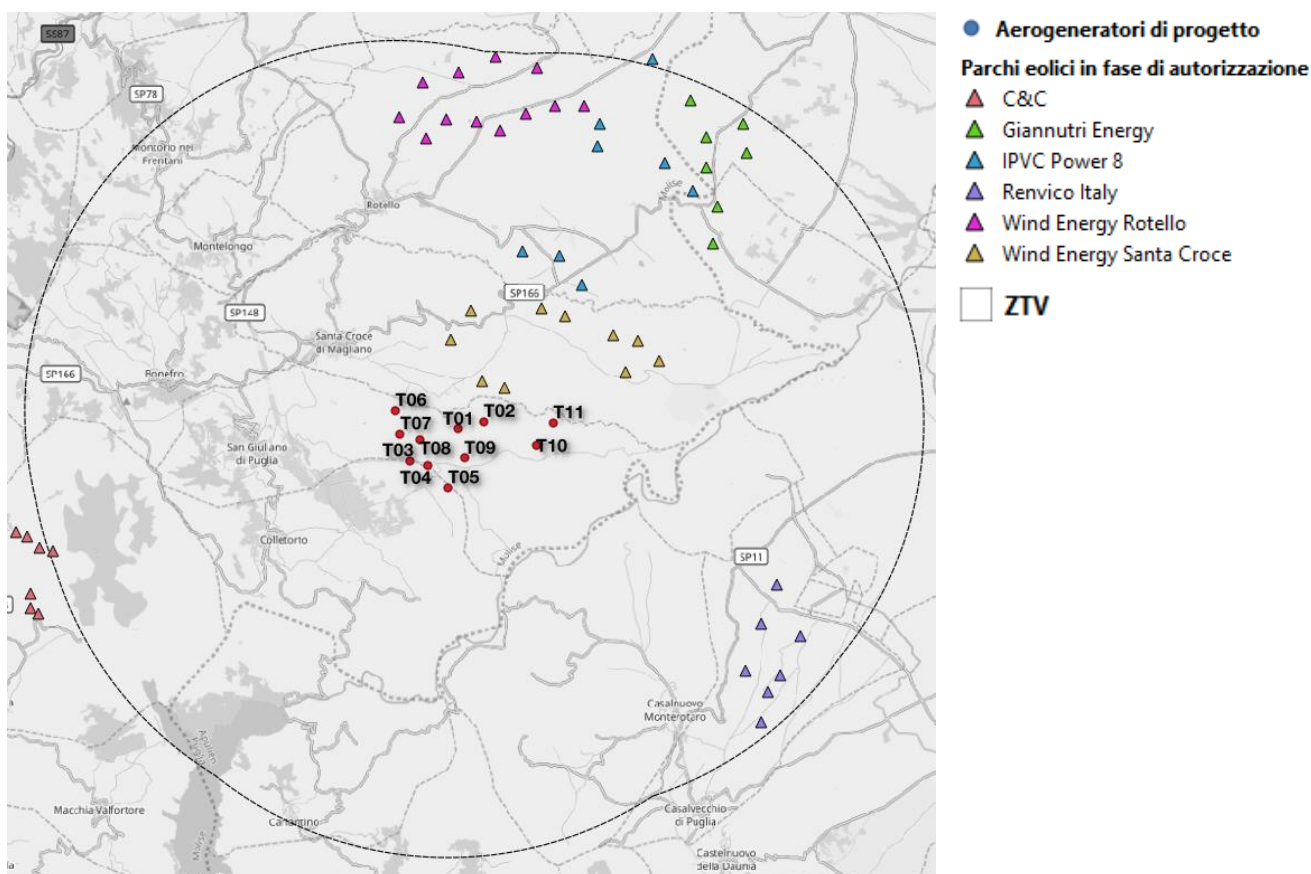 SS87
SP78
Montorio nei
Frentani
Rotello
Molise
Montelongo
SP166
SP148
Santa Croce
di Magliano
SP166
Bonefro
T06
T07
T01
T02
T11
San Giuliano
di Puglia
T03
T08
T09
T10
T04
T05
Colletorto
Molise
SP11
Casalnuovo
Monterotaro
Puglia
Macchia Valfortore
Carlantino
Molise
Casalvecchio
di Puglia
Castelnuovo
della Daunia
Aerogeneratori di progetto
Parchi eolici in fase di autorizzazione
C&C
Giannutri Energy
IPVC Power 8
Renvico Italy
Wind Energy Rotello
Wind Energy Santa Croce
ZTV